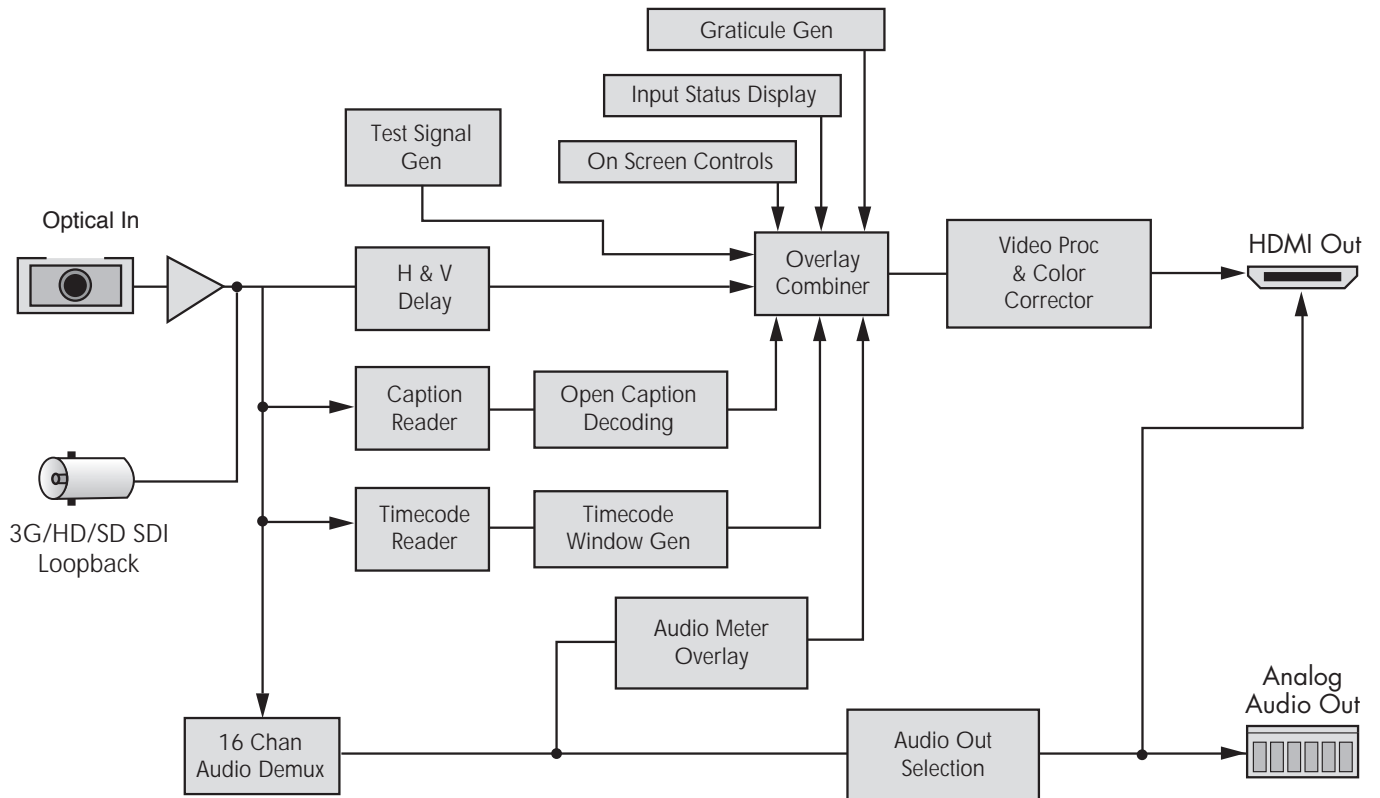 Graticule Gen
Input Status Display
Test Signal
Gen
On Screen Controls
Optical In
H & V
Delay
Overlay
Combiner
Video Proc
& Color
Corrector
HDMI Out
Caption
Reader
Open Caption
Decoding
3G/HD/SD SDI
Loopback
Timecode
Reader
Timecode
Window Gen
Audio Meter
Overlay
16 Chan
Audio Demux
Audio Out
Selection
Analog
Audio Out